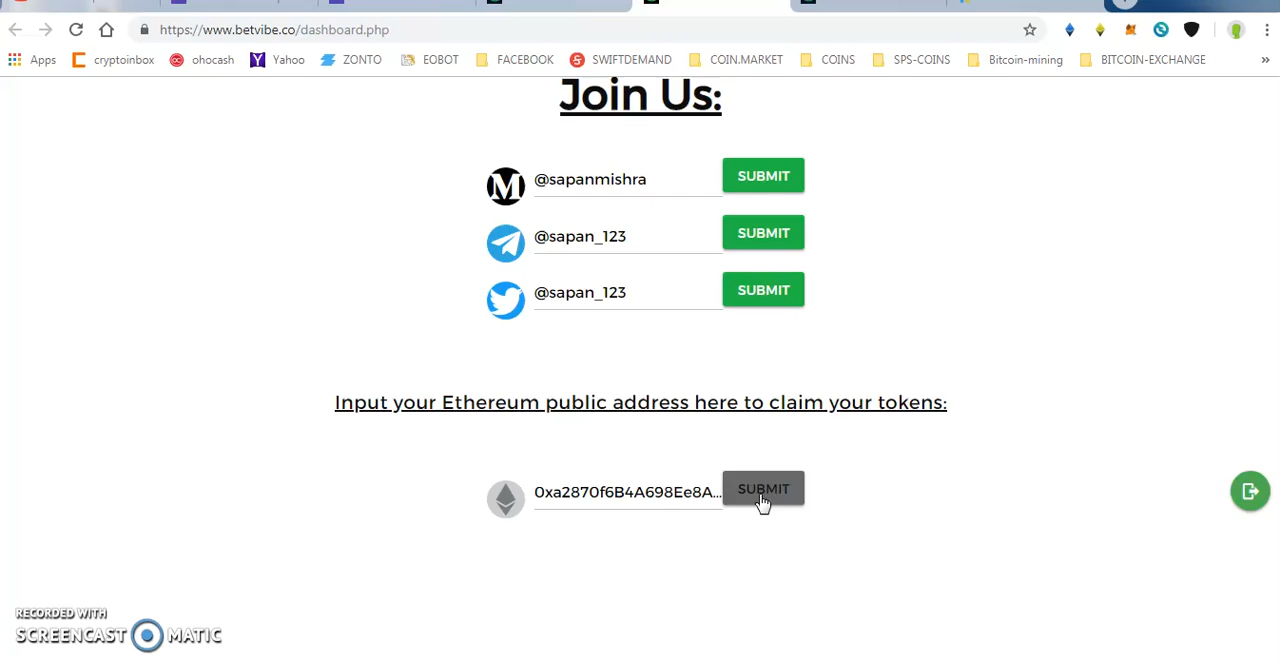 https://www.betvibe.co/dashboard.php
Apps cryptoinbox ohocash Yahoo ZONTO EOBOT FACEBOOK SWIFTDEMAND COIN.MARKET COINS SPS-COINS Bitcoin-mining BITCOIN-EXCHANGE »
Join Us:
@sapanmishra SUBMIT
@sapan_123 SUBMIT
@sapan_123 SUBMIT
Input your Ethereum public address here to claim your tokens:
0xa2870f6B4A698Ee8A... SUBMIT
RECORDED WITH
SCREENCAST MATIC